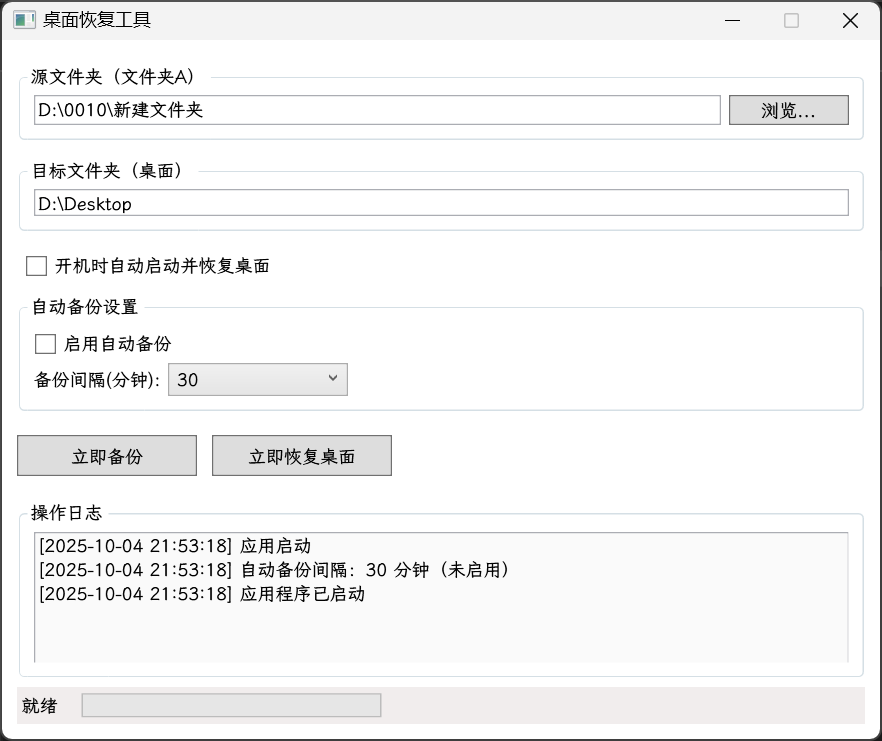 桌面恢复工具
源文件夹（文件夹A）
D:\0010\新建文件夹
浏览...
目标文件夹（桌面）
D:\Desktop
开机时自动启动并恢复桌面
自动备份设置
启用自动备份
备份间隔(分钟): 30
立即备份 立即恢复桌面
操作日志
[2025-10-04 21:53:18] 应用启动
[2025-10-04 21:53:18] 自动备份间隔：30 分钟（未启用）
[2025-10-04 21:53:18] 应用程序已启动
就绪